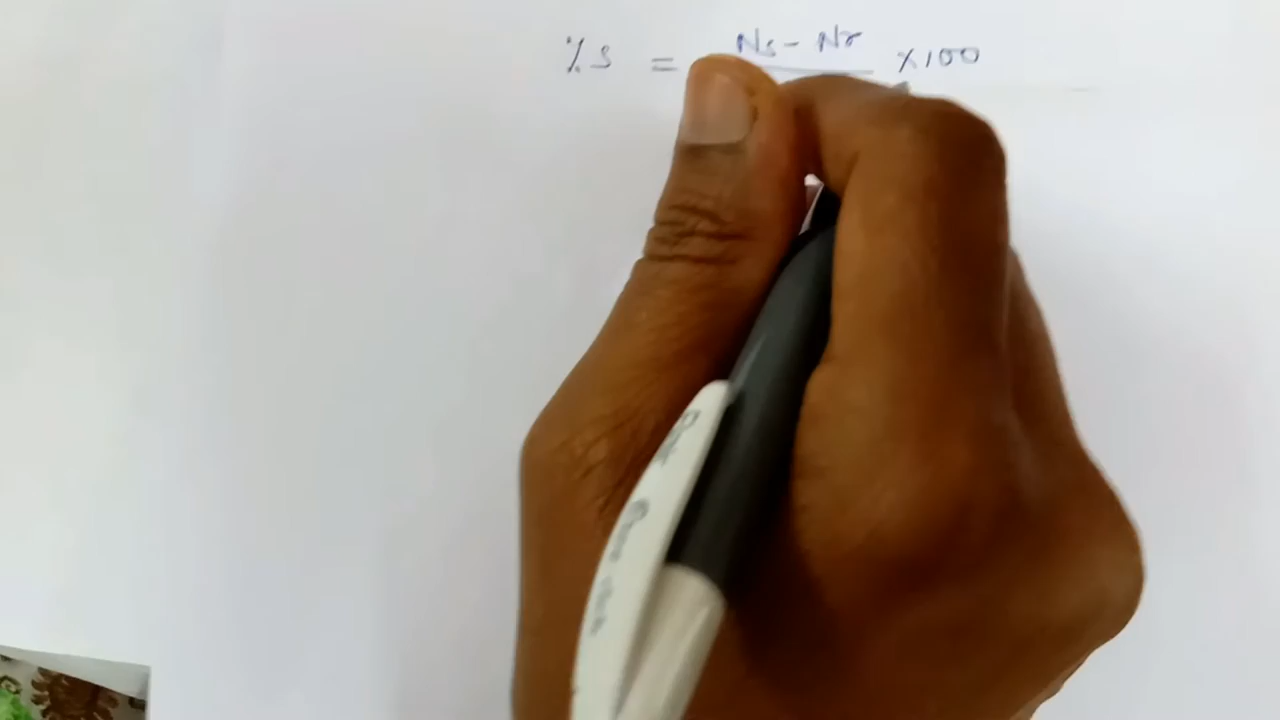 %s = Ns - Nr x100